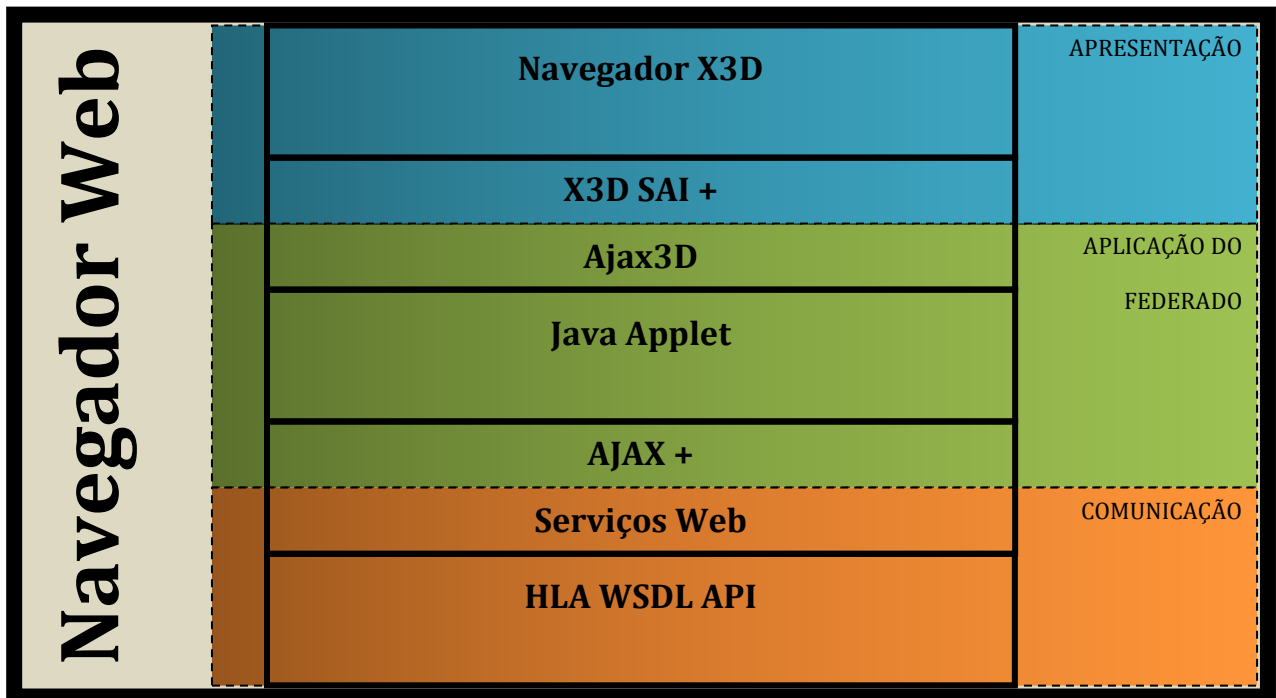 Navegador Web
Navegador X3D
APRESENTAÇÃO
X3D SAI +
Ajax3D
APLICAÇÃO DO
FEDERADO
Java Applet
AJAX +
Serviços Web
COMUNICAÇÃO
HLA WSDL API